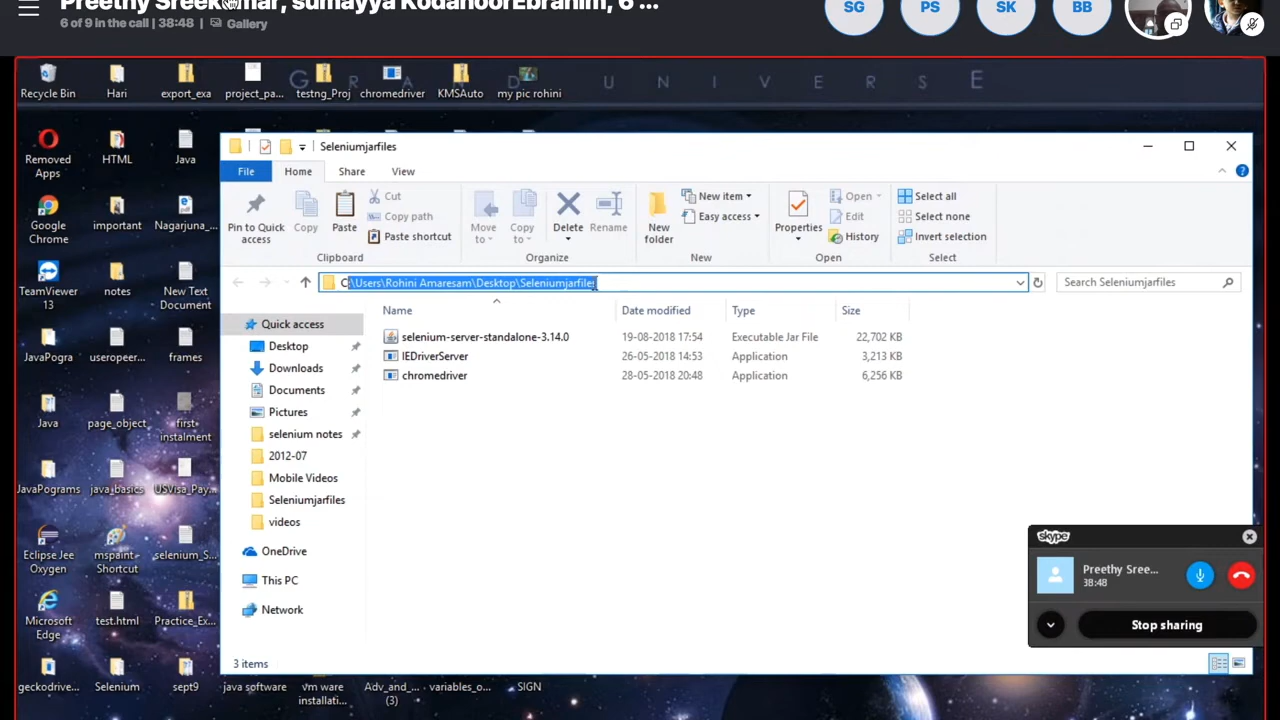 Preethy Sreekumar, sumayya KodanoorEbrahim, 6 ...
6 of 9 in the call | 38:48 | Gallery
SG
PS
SK
BB
G R A N D U N I V E R S E
Recycle Bin
Hari
export_exa
project_pa...
testng_Proj
chromedriver
KMSAuto
my pic rohini
Removed Apps
HTML
Java
Google Chrome
important
Nagarjuna_...
TeamViewer 13
notes
New Text Document
JavaPogra
useropeer...
frames
Java
page_object
first instalment
JavaPograms
java_basics
USVisa_Pay...
Eclipse Jee Oxygen
mspaint - Shortcut
selenium_S...
Microsoft Edge
test.html
Practice_Ex...
geckodrive...
Selenium
sept9
java software
vm ware installati...
Adv_and_... (3)
variables_o...
SIGN
Seleniumjarfiles
File
Home
Share
View
Pin to Quick access
Copy
Paste
Cut
Copy path
Paste shortcut
Clipboard
Move to
Copy to
Delete
Rename
Organize
New folder
New item
Easy access
New
Properties
Open
Edit
History
Open
Select all
Select none
Invert selection
Select
C:\Users\Rohini Amaresam\Desktop\Seleniumjarfiles
Search Seleniumjarfiles
Name
Date modified
Type
Size
selenium-server-standalone-3.14.0
19-08-2018 17:54
Executable Jar File
22,702 KB
IEDriverServer
26-05-2018 14:53
Application
3,213 KB
chromedriver
28-05-2018 20:48
Application
6,256 KB
Quick access
Desktop
Downloads
Documents
Pictures
selenium notes
2012-07
Mobile Videos
Seleniumjarfiles
videos
OneDrive
This PC
Network
3 items
skype
Preethy Sree...
38:48
Stop sharing